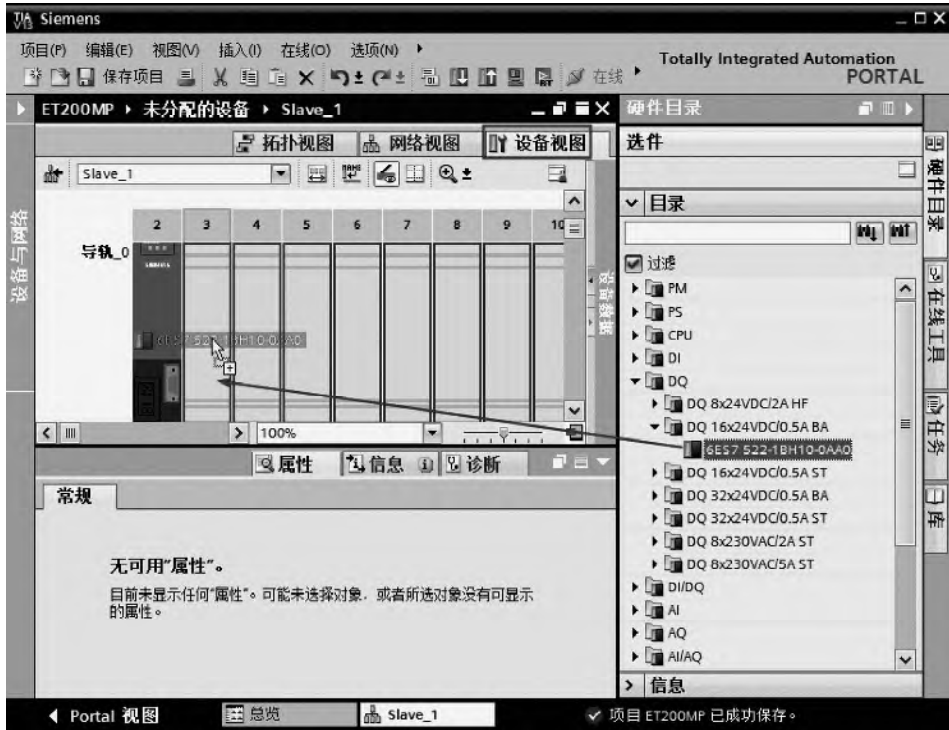 Siemens
项目(P) 编辑(E) 视图(V) 插入(I) 在线(O) 选项(N)
Totally Integrated Automation
PORTAL
保存项目
在线
ET200MP 未分配的设备 Slave_1
硬件目录
拓扑视图 网络视图 设备视图
选件
Slave_1
目录
2 3 4 5 6 7 8 9 10
导轨_0
过滤
PM
PS
CPU
DI
DQ
DQ 8x24VDC/2A HF
DQ 16x24VDC/0.5A BA
6ES7 522-1BH10-0AA0
DQ 16x24VDC/0.5A ST
DQ 32x24VDC/0.5A BA
DQ 32x24VDC/0.5A ST
DQ 8x230VAC/2A ST
DQ 8x230VAC/5A ST
DI/DQ
AI
AQ
AI/AQ
信息
6ES7 522-1BH10-0AA0
100%
属性 信息 诊断
常规
无可用"属性"。
目前未显示任何"属性"。可能未选择对象，或者所选对象没有可显示
的属性。
设备与网络
设备数据
硬件目录
在线工具
任务
库
Portal 视图 总览 Slave_1
项目 ET200MP 已成功保存。